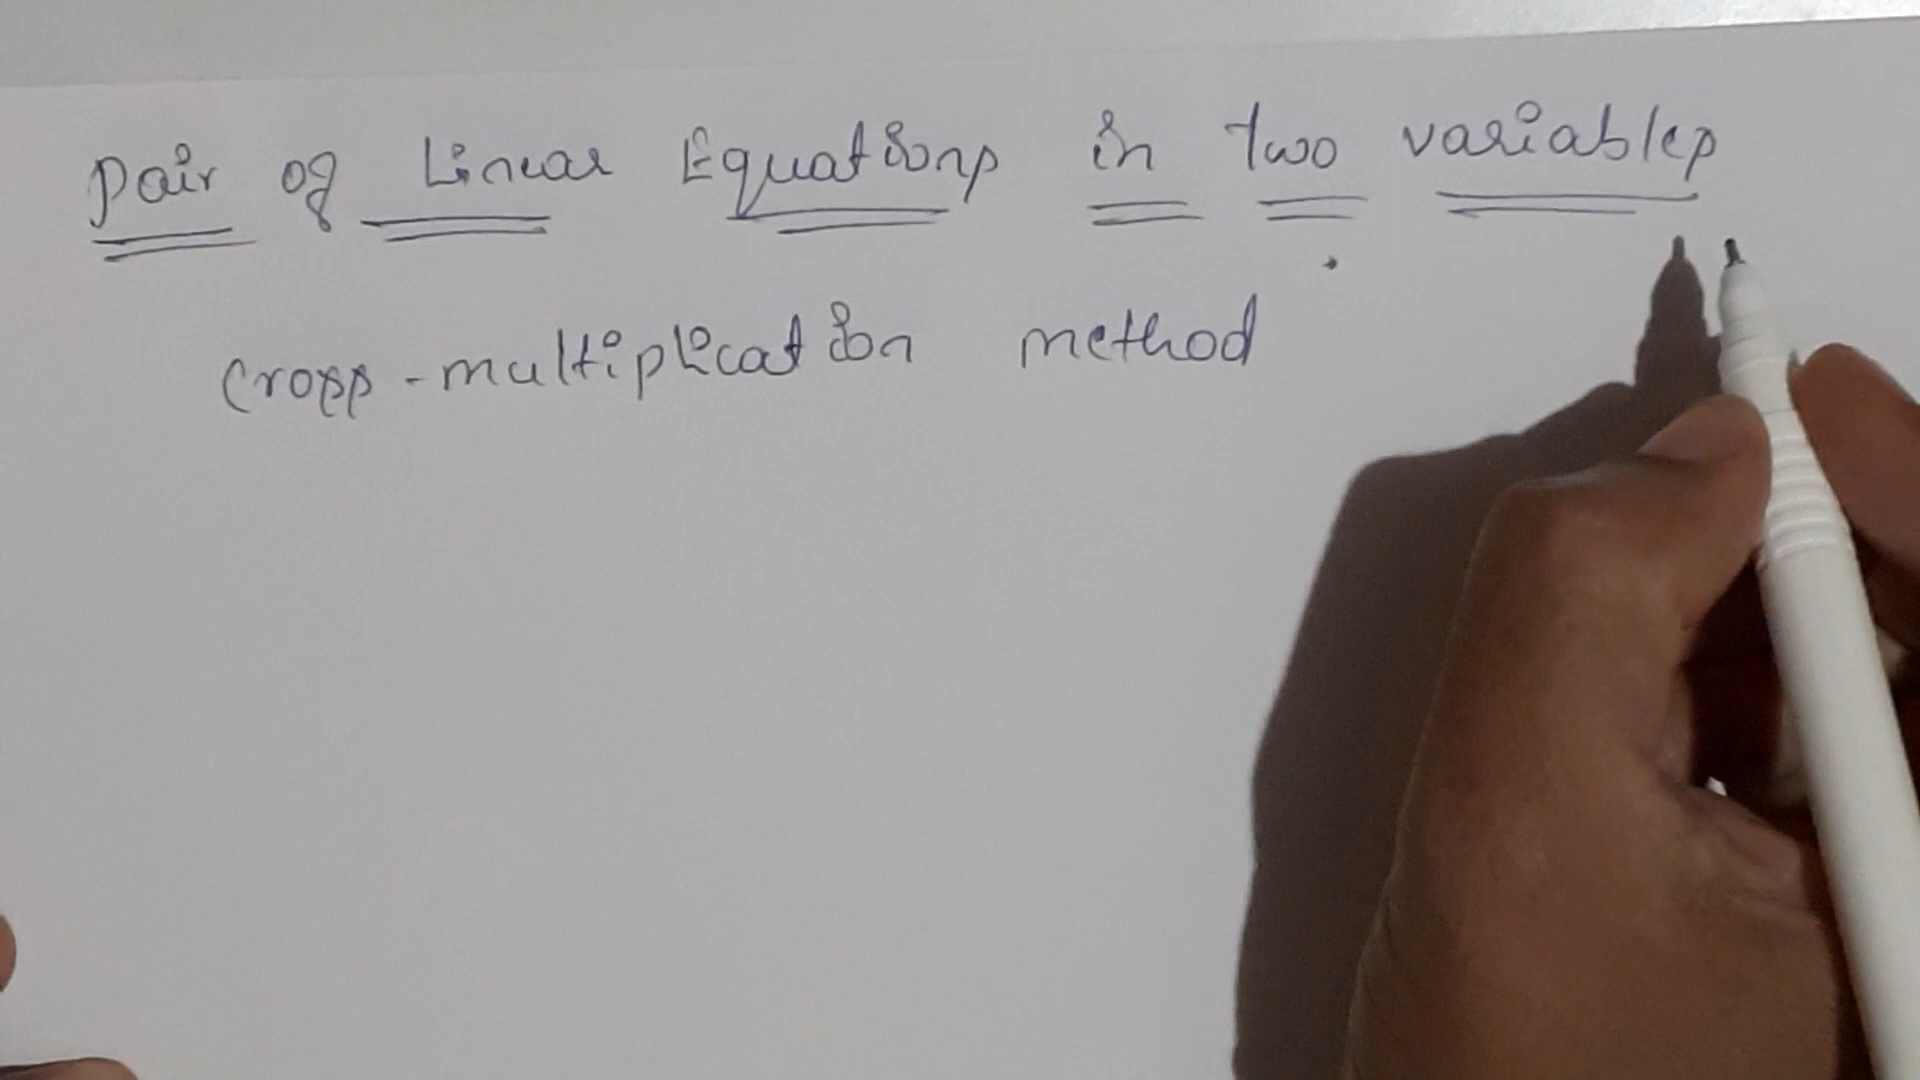 Pair of Linear Equations in two variables
cross-multiplication method